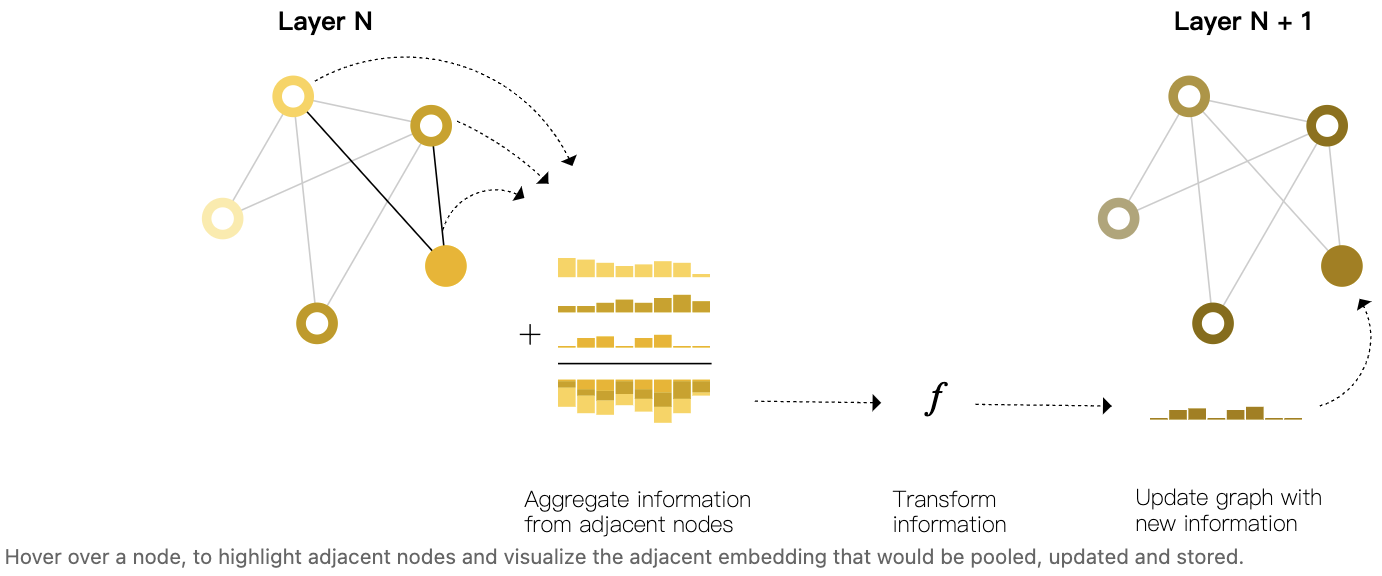 Layer N
Layer N + 1
+
f
Aggregate information
from adjacent nodes
Transform
information
Update graph with
new information
Hover over a node, to highlight adjacent nodes and visualize the adjacent embedding that would be pooled, updated and stored.